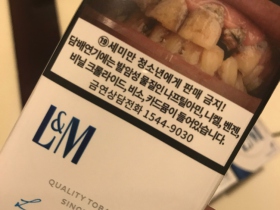 ⑲ 세미만 청소년에게 판매 금지!
담배연기에는 발암성 물질인 나프틸아민, 니켈, 벤젠,
비닐 크롤라이드, 비소, 카드뮴이 들어있습니다.
금연상담전화 1544-9030
L&M
QUALITY TOBA
SINC